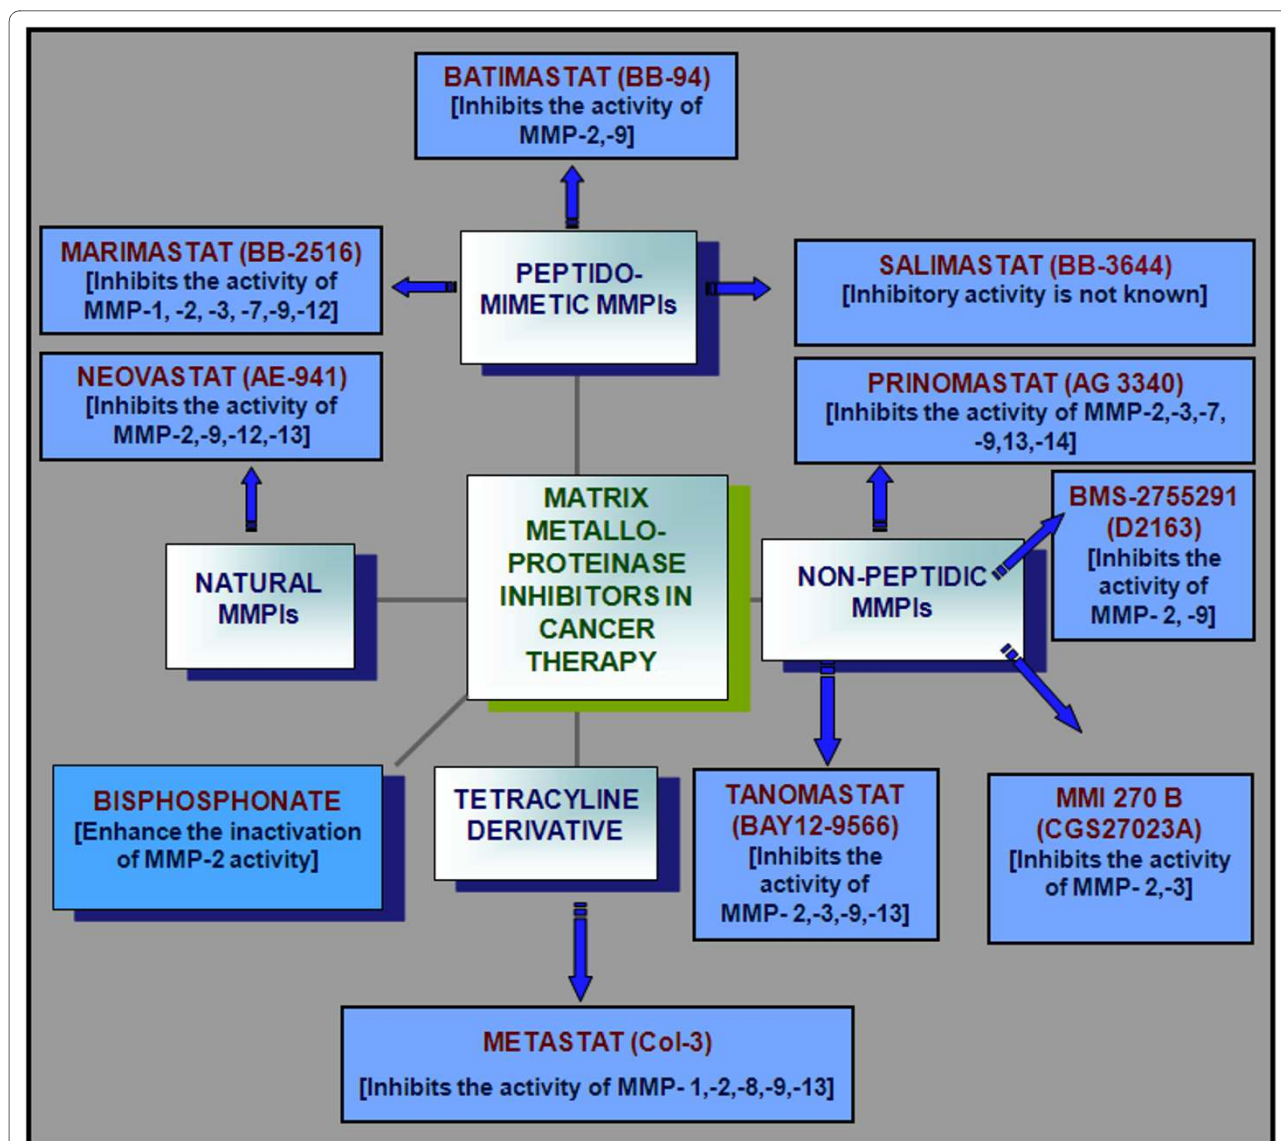 BATIMASTAT (BB-94)
[Inhibits the activity of
MMP-2,-9]
MARIMASTAT (BB-2516)
[Inhibits the activity of
MMP-1, -2, -3, -7,-9,-12]
PEPTIDO-
MIMETIC MMPIs
SALIMASTAT (BB-3644)
[Inhibitory activity is not known]
NEOVASTAT (AE-941)
[Inhibits the activity of
MMP-2,-9,-12,-13]
PRINOMASTAT (AG 3340)
[Inhibits the activity of MMP-2,-3,-7,
-9,13,-14]
MATRIX
METALLO-
PROTEINASE
INHIBITORS IN
CANCER
THERAPY
BMS-2755291
(D2163)
[Inhibits the
activity of
MMP- 2, -9]
NATURAL
MMPIs
NON-PEPTIDIC
MMPIs
BISPHOSPHONATE
[Enhance the inactivation
of MMP-2 activity]
TETRACYLINE
DERIVATIVE
TANOMASTAT
(BAY12-9566)
[Inhibits the
activity of
MMP- 2,-3,-9,-13]
MMI 270 B
(CGS27023A)
[Inhibits the activity
of MMP- 2,-3]
METASTAT (Col-3)
[Inhibits the activity of MMP- 1,-2,-8,-9,-13]